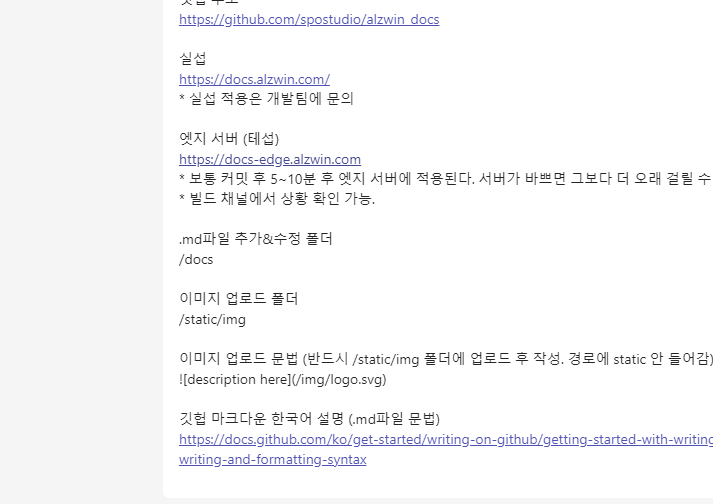 https://github.com/spostudio/alzwin_docs
실섭
https://docs.alzwin.com/
* 실섭 적용은 개발팀에 문의
엣지 서버 (테섭)
https://docs-edge.alzwin.com
* 보통 커밋 후 5~10분 후 엣지 서버에 적용된다. 서버가 바쁘면 그보다 더 오래 걸릴 수
* 빌드 채널에서 상황 확인 가능.
.md파일 추가&수정 폴더
/docs
이미지 업로드 폴더
/static/img
이미지 업로드 문법 (반드시 /static/img 폴더에 업로드 후 작성. 경로에 static 안 들어감)
![description here](/img/logo.svg)
깃헙 마크다운 한국어 설명 (.md파일 문법)
https://docs.github.com/ko/get-started/writing-on-github/getting-started-with-writing
writing-and-formatting-syntax